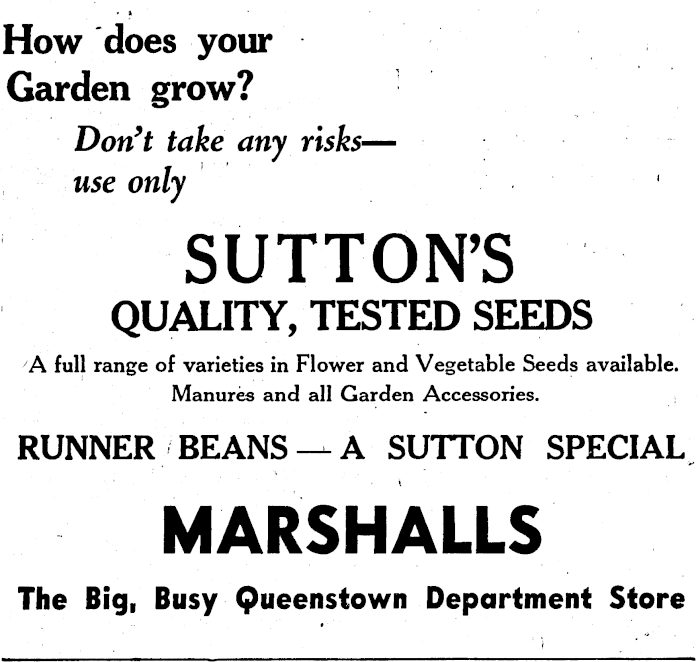 How does your
Garden grow?
Don't take any risks—
use only
SUTTON'S
QUALITY, TESTED SEEDS
A full range of varieties in Flower and Vegetable Seeds available.
Manures and all Garden Accessories.
RUNNER BEANS — A SUTTON SPECIAL
MARSHALLS
The Big, Busy Queenstown Department Store